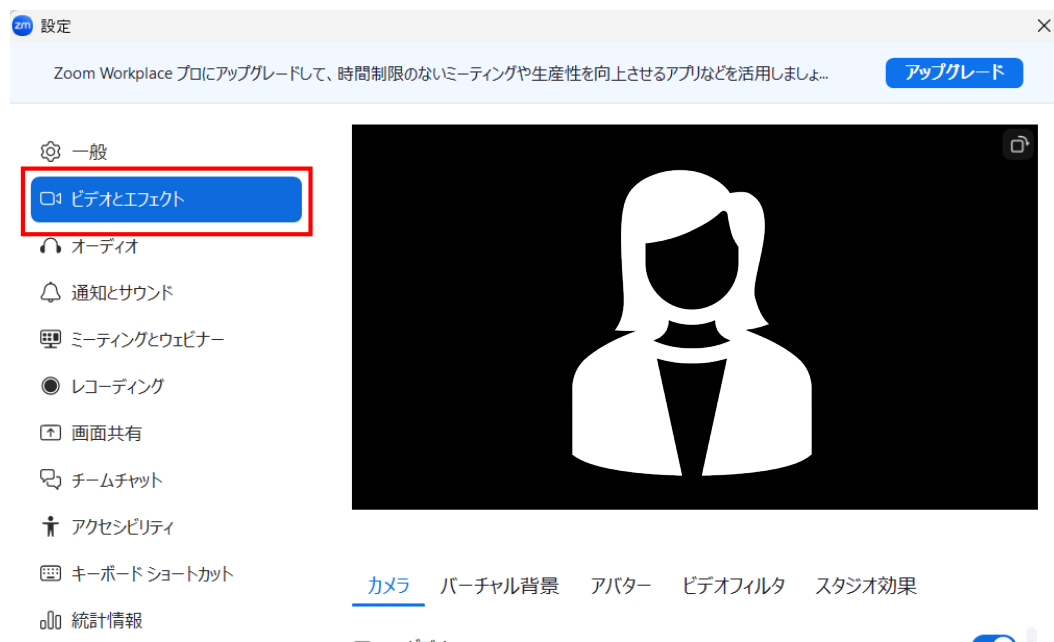 zm 設定
Zoom Workplace プロにアップグレードして、時間制限のないミーティングや生産性を向上させるアプリなどを活用しましょ...
アップグレード
一般
ビデオとエフェクト
オーディオ
通知とサウンド
ミーティングとウェビナー
レコーディング
画面共有
チームチャット
アクセシビリティ
キーボード ショートカット
統計情報
カメラ バーチャル背景 アバター ビデオフィルタ スタジオ効果